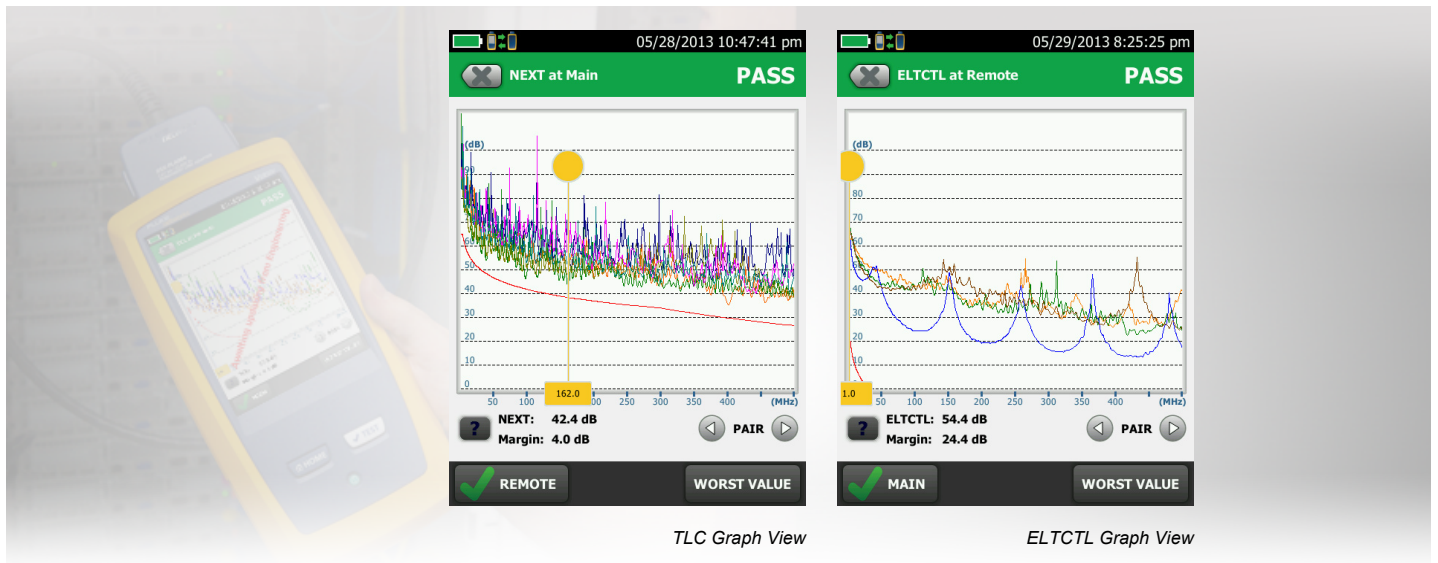 05/28/2013 10:47:41 pm
NEXT at Main
PASS
(dB)
90
60
50
40
30
20
10
0
50
100
162.0
250
300
350
400
(MHz)
NEXT: 42.4 dB
Margin: 4.0 dB
PAIR
REMOTE
WORST VALUE
TLC Graph View
05/29/2013 8:25:25 pm
ELTCTL at Remote
PASS
(dB)
80
70
60
50
40
30
20
10
1.0
50
100
150
200
250
300
350
400
(MHz)
?
ELTCTL: 54.4 dB
Margin: 24.4 dB
PAIR
MAIN
WORST VALUE
ELTCTL Graph View